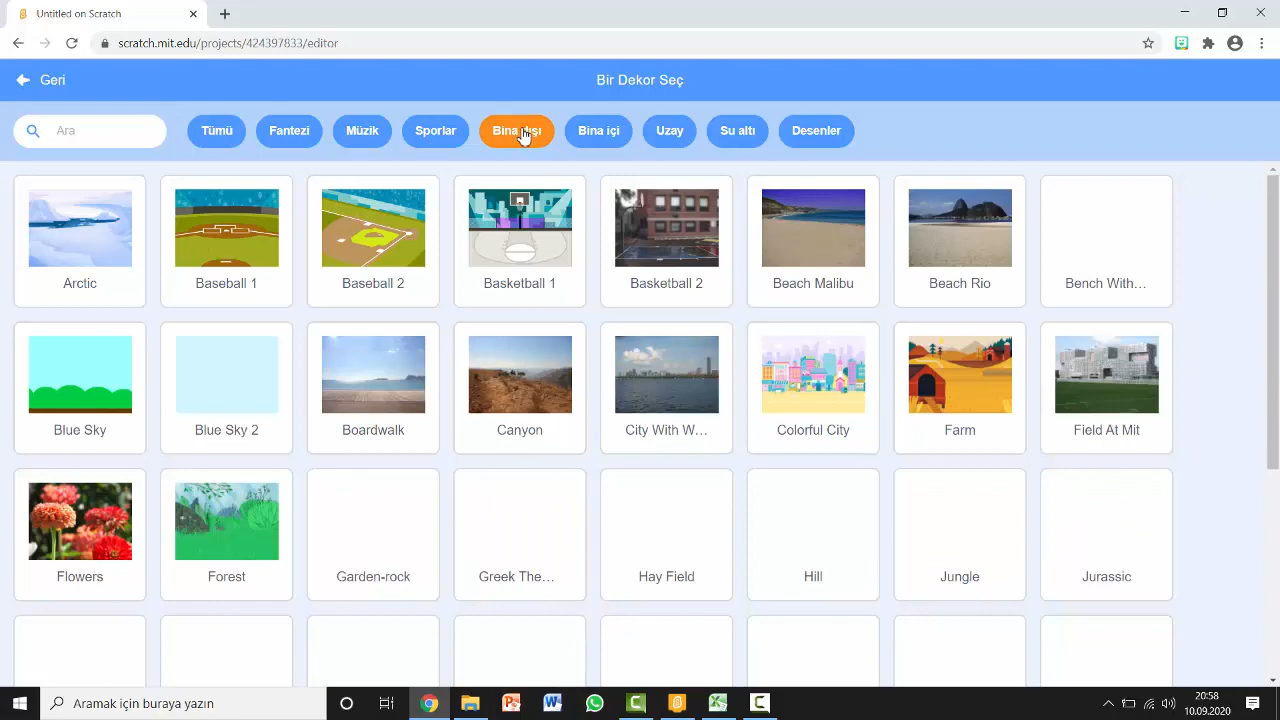 Untitled on Scratch
scratch.mit.edu/projects/424397833/editor
Geri
Bir Dekor Seç
Ara
Tümü
Fantezi
Müzik
Sporlar
Bina dışı
Bina içi
Uzay
Su altı
Desenler
Arctic
Baseball 1
Baseball 2
Basketball 1
Basketball 2
Beach Malibu
Beach Rio
Bench With...
Blue Sky
Blue Sky 2
Boardwalk
Canyon
City With W...
Colorful City
Farm
Field At Mit
Flowers
Forest
Garden-rock
Greek The...
Hay Field
Hill
Jungle
Jurassic
Aramak için buraya yazın
20:58
10.09.2020